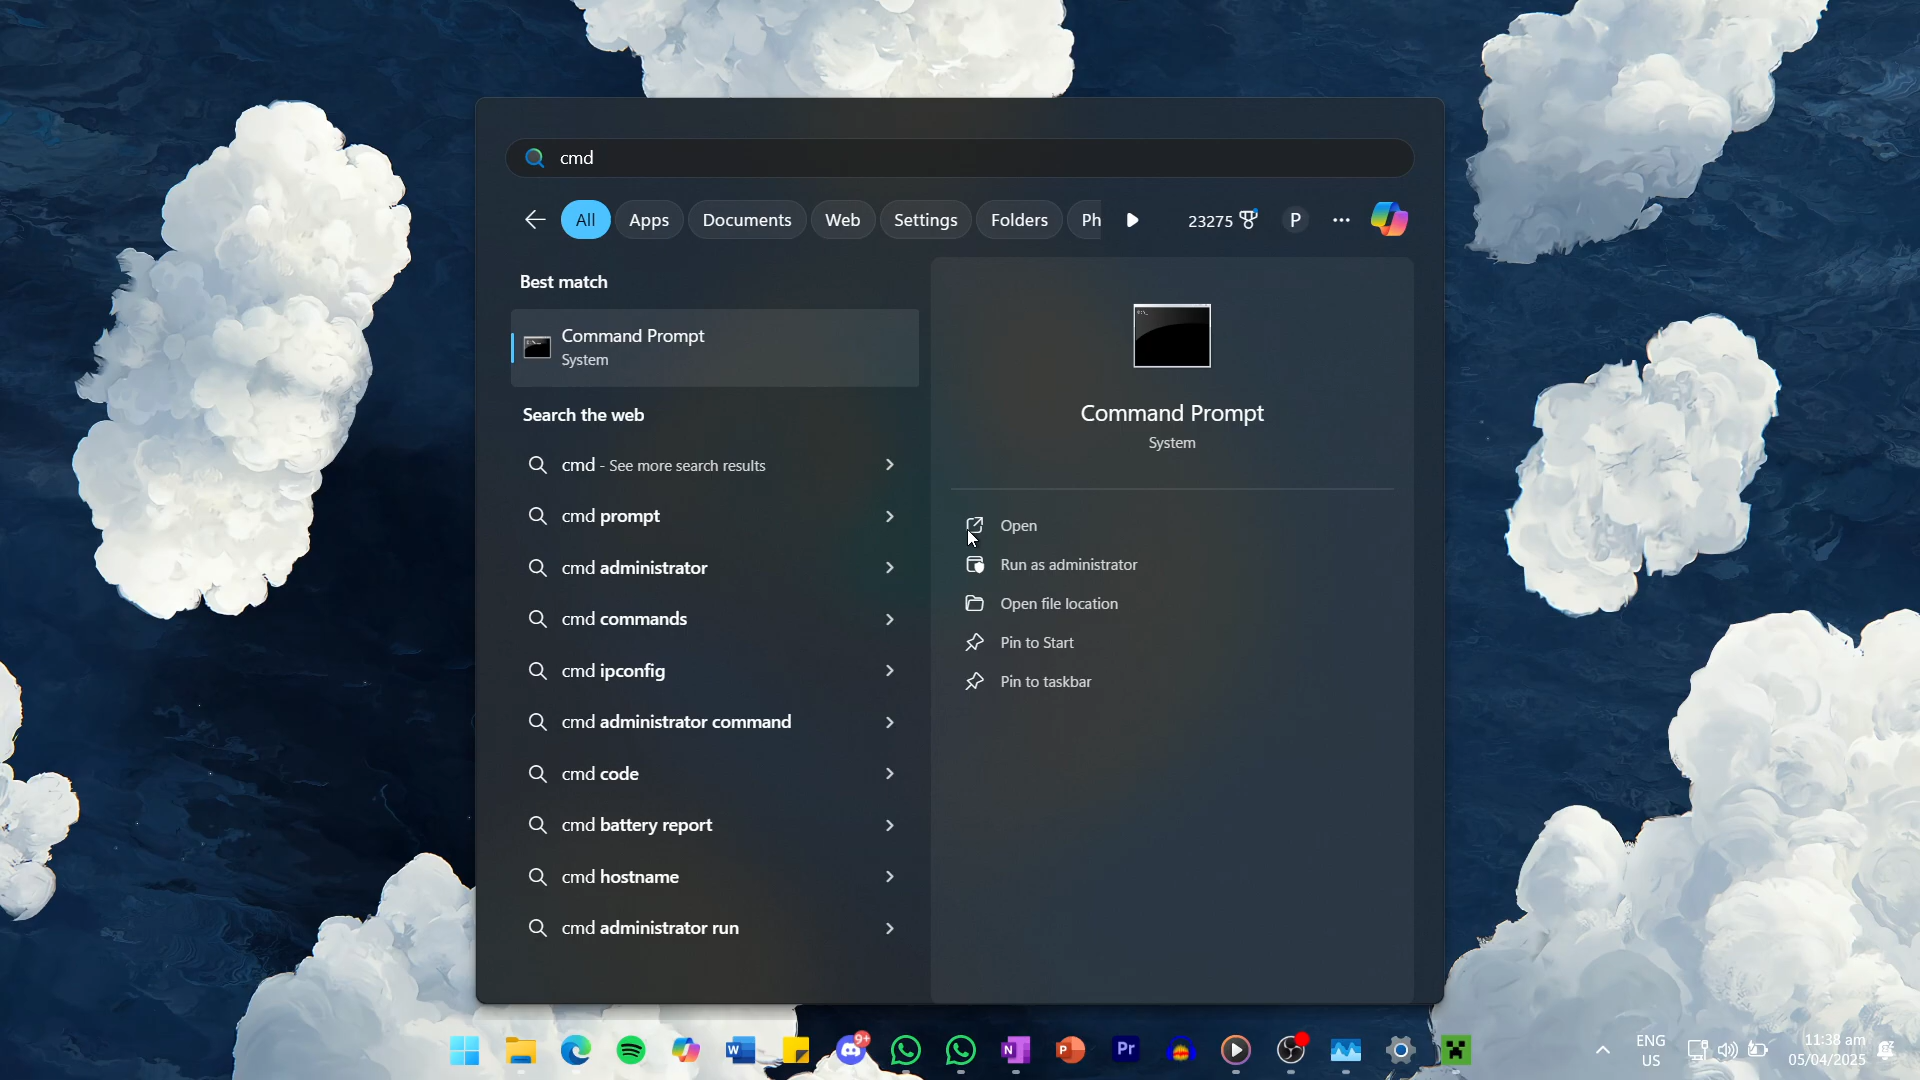 cmd
All Apps Documents Web Settings Folders Ph 23275 P
Best match
Command Prompt
System
Search the web
cmd - See more search results
cmd prompt
cmd administrator
cmd commands
cmd ipconfig
cmd administrator command
cmd code
cmd battery report
cmd hostname
cmd administrator run
Command Prompt
System
Open
Run as administrator
Open file location
Pin to Start
Pin to taskbar
W 9+ N P Pr
ENG
US
11:38 am
05/04/2025